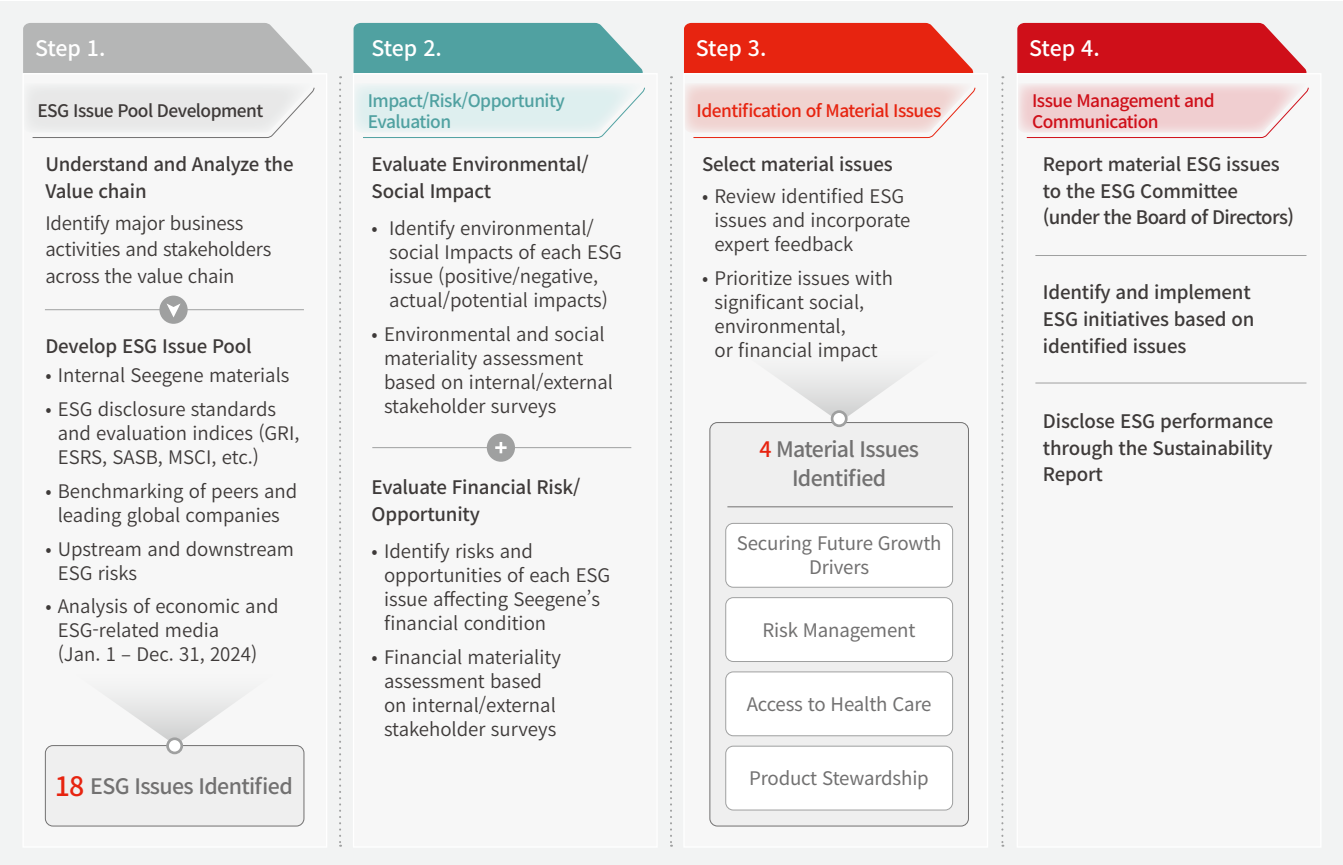 Step 1.
ESG Issue Pool Development
Understand and Analyze the
Value chain
Identify major business
activities and stakeholders
across the value chain
Develop ESG Issue Pool
• Internal Seegene materials
• ESG disclosure standards
and evaluation indices (GRI,
ESRS, SASB, MSCI, etc.)
• Benchmarking of peers and
leading global companies
• Upstream and downstream
ESG risks
• Analysis of economic and
ESG-related media
(Jan. 1 – Dec. 31, 2024)
18 ESG Issues Identified
Step 2.
Impact/Risk/Opportunity
Evaluation
Evaluate Environmental/
Social Impact
• Identify environmental/
social Impacts of each ESG
issue (positive/negative,
actual/potential impacts)
• Environmental and social
materiality assessment
based on internal/external
stakeholder surveys
+
Evaluate Financial Risk/
Opportunity
• Identify risks and
opportunities of each ESG
issue affecting Seegene’s
financial condition
• Financial materiality
assessment based
on internal/external
stakeholder surveys
Step 3.
Identification of Material Issues
Select material issues
• Review identified ESG
issues and incorporate
expert feedback
• Prioritize issues with
significant social,
environmental,
or financial impact
4 Material Issues
Identified
Securing Future Growth
Drivers
Risk Management
Access to Health Care
Product Stewardship
Step 4.
Issue Management and
Communication
Report material ESG issues
to the ESG Committee
(under the Board of Directors)
Identify and implement
ESG initiatives based on
identified issues
Disclose ESG performance
through the Sustainability
Report